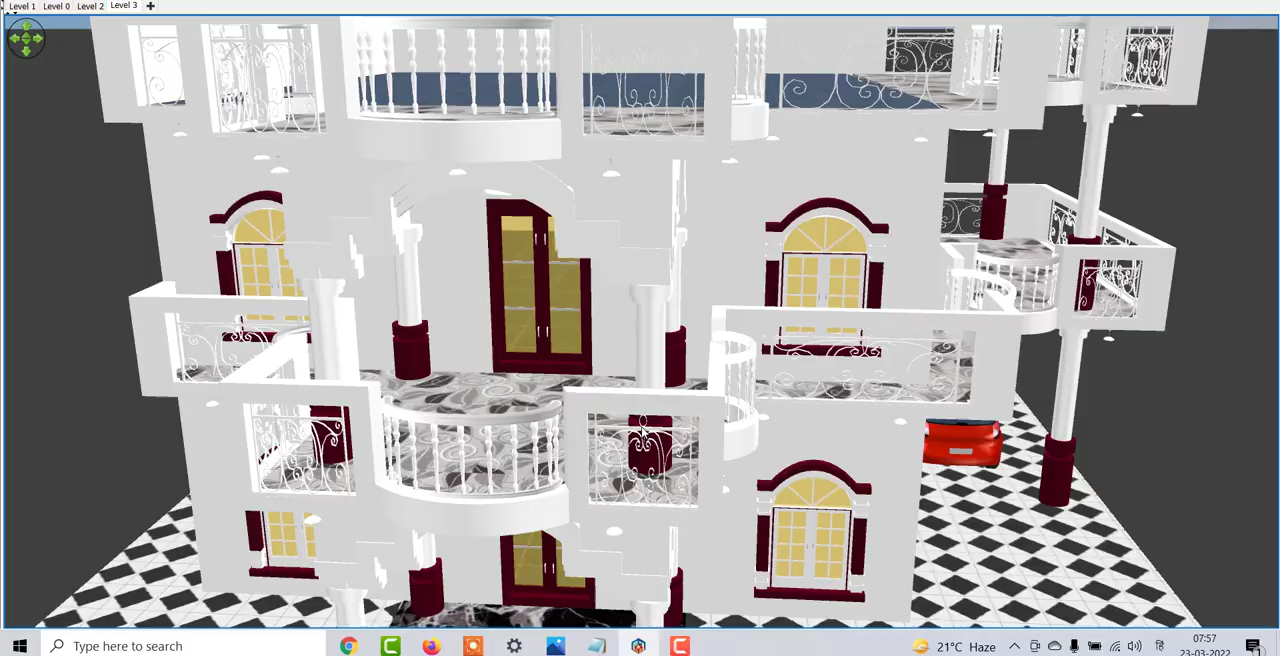 Level 1 Level 0 Level 2 Level 3
Type here to search
21°C Haze
07:57
23-03-2022
1